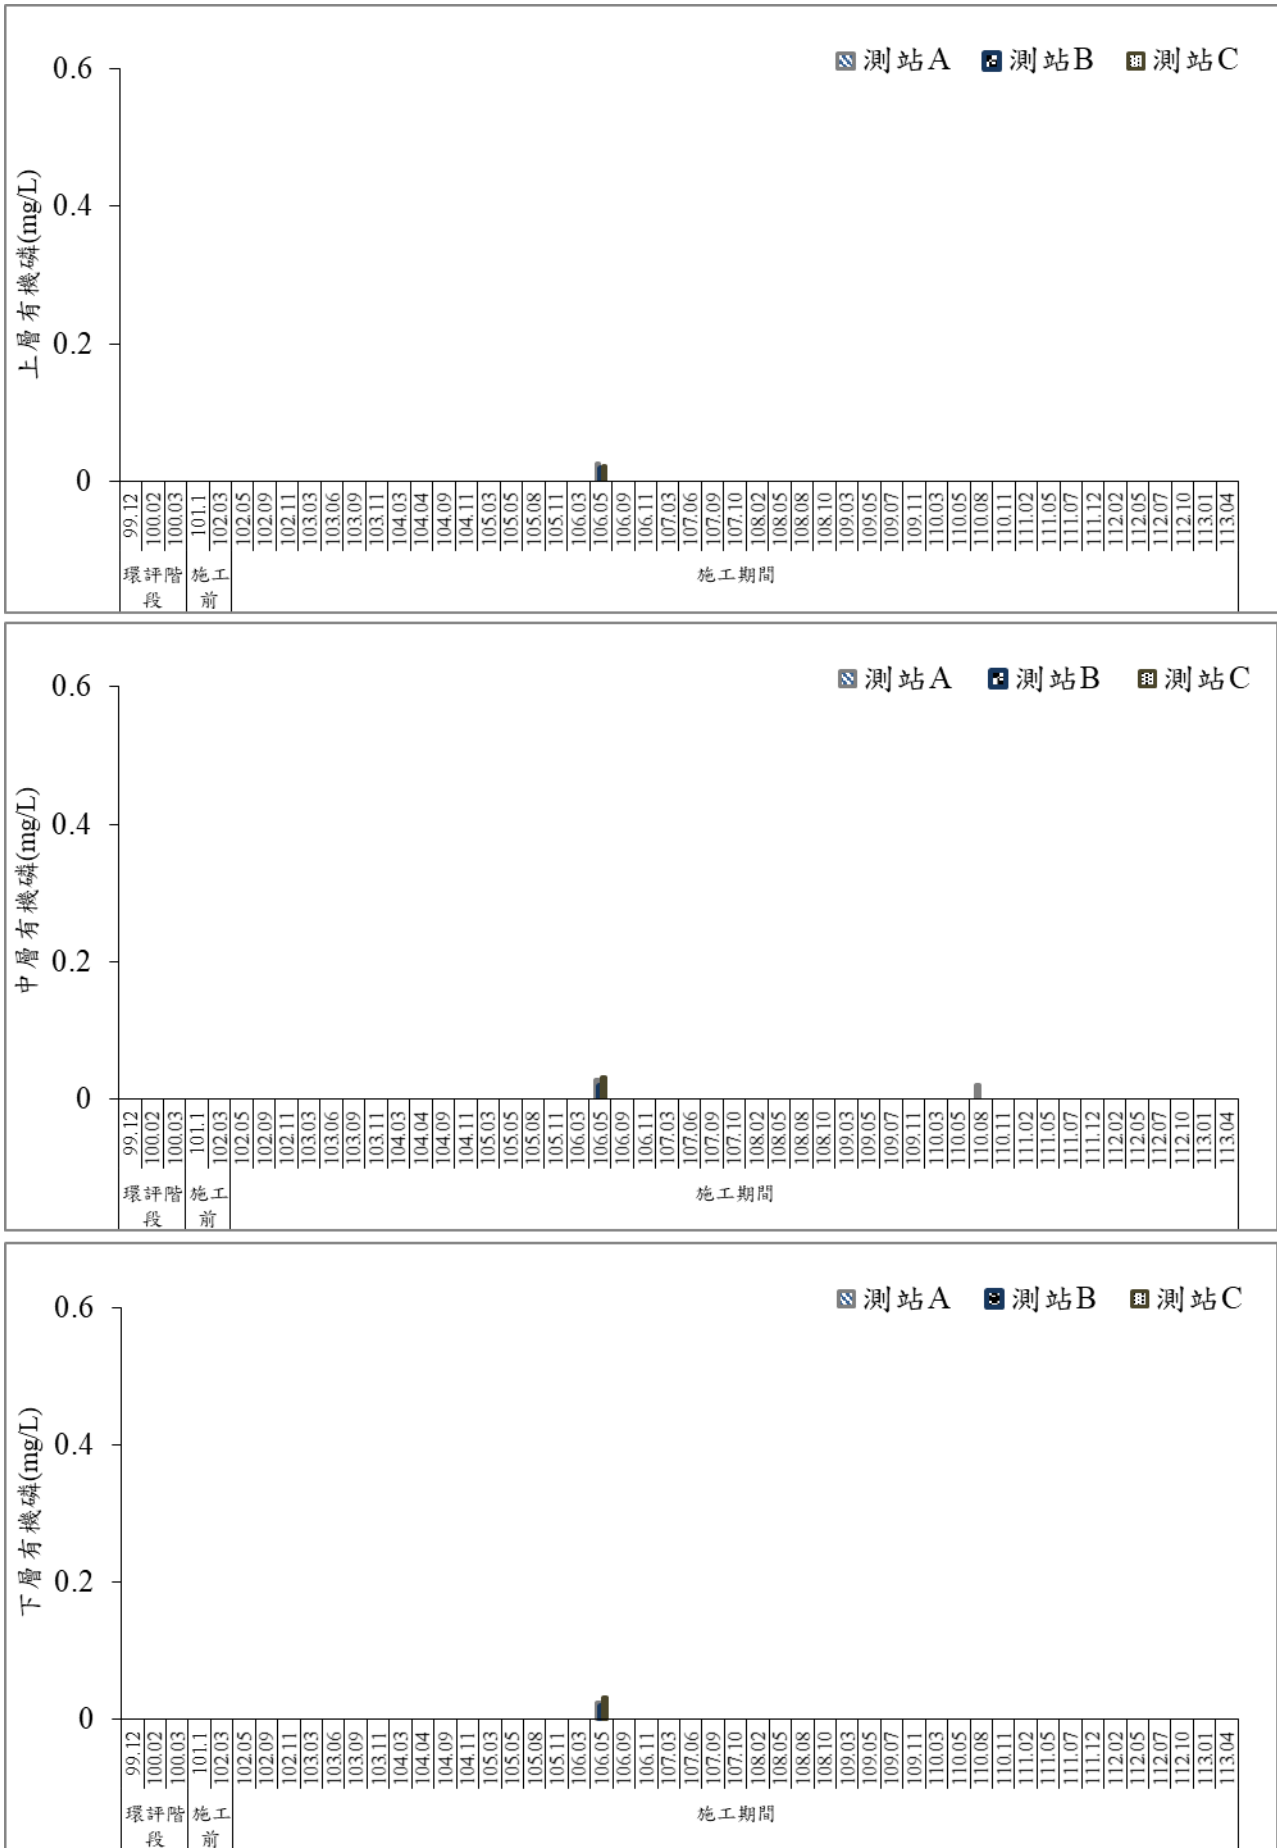 測站A 測站B 測站C
上層有機磷(mg/L)
0.6
0.4
0.2
0
99.12 100.02 100.03 101.1 102.03 102.05 102.09 102.11 103.03 103.06 103.09 103.11 104.03 104.04 104.09 104.11 105.03 105.05 105.08 105.11 106.03 106.05 106.09 106.11 107.03 107.06 107.09 107.10 108.02 108.05 108.08 108.10 109.03 109.05 109.07 109.11 110.03 110.05 110.08 110.11 111.02 111.05 111.07 111.12 112.02 112.05 112.07 112.10 113.01 113.04
環評階 施工 施工期間
段 前
測站A 測站B 測站C
中層有機磷(mg/L)
0.6
0.4
0.2
0
99.12 100.02 100.03 101.1 102.03 102.05 102.09 102.11 103.03 103.06 103.09 103.11 104.03 104.04 104.09 104.11 105.03 105.05 105.08 105.11 106.03 106.05 106.09 106.11 107.03 107.06 107.09 107.10 108.02 108.05 108.08 108.10 109.03 109.05 109.07 109.11 110.03 110.05 110.08 110.11 111.02 111.05 111.07 111.12 112.02 112.05 112.07 112.10 113.01 113.04
環評階 施工 施工期間
段 前
測站A 測站B 測站C
下層有機磷(mg/L)
0.6
0.4
0.2
0
99.12 100.02 100.03 101.1 102.03 102.05 102.09 102.11 103.03 103.06 103.09 103.11 104.03 104.04 104.09 104.11 105.03 105.05 105.08 105.11 106.03 106.05 106.09 106.11 107.03 107.06 107.09 107.10 108.02 108.05 108.08 108.10 109.03 109.05 109.07 109.11 110.03 110.05 110.08 110.11 111.02 111.05 111.07 111.12 112.02 112.05 112.07 112.10 113.01 113.04
環評階 施工 施工期間
段 前